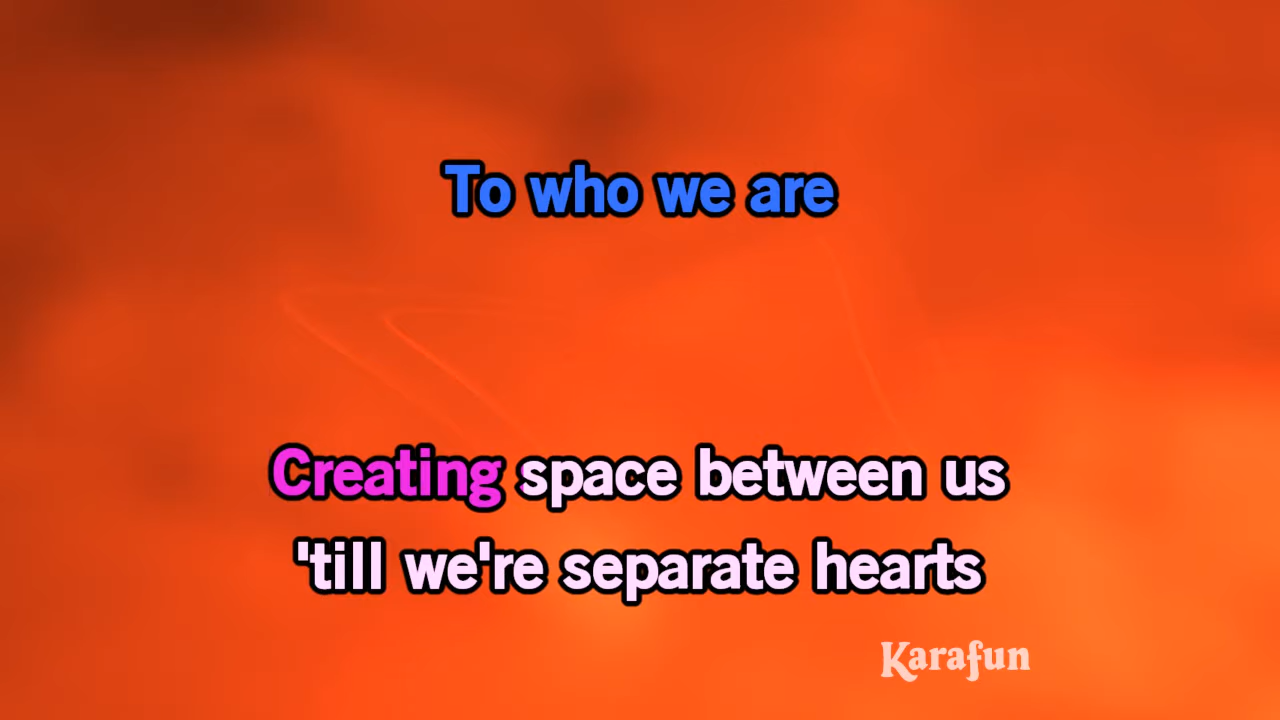 To who we are
Creating space between us
'till we're separate hearts
Karafun